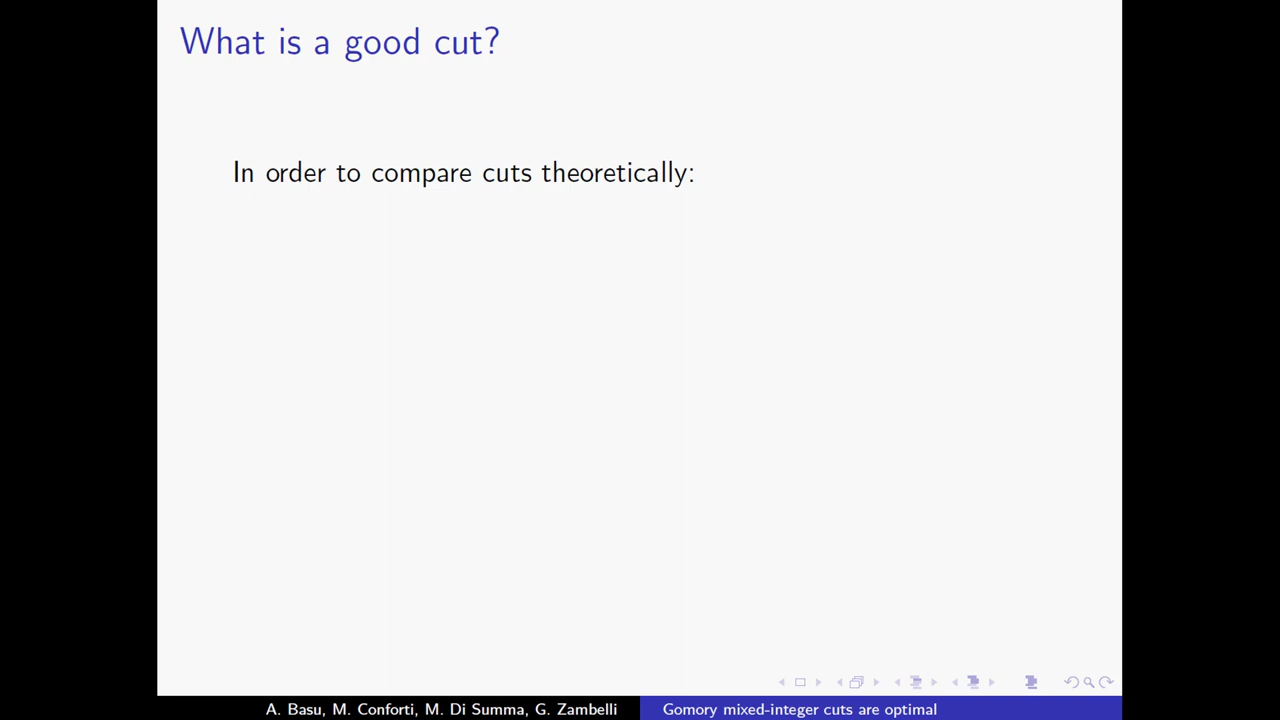 What is a good cut?
In order to compare cuts theoretically:
A. Basu, M. Conforti, M. Di Summa, G. Zambelli
Gomory mixed-integer cuts are optimal